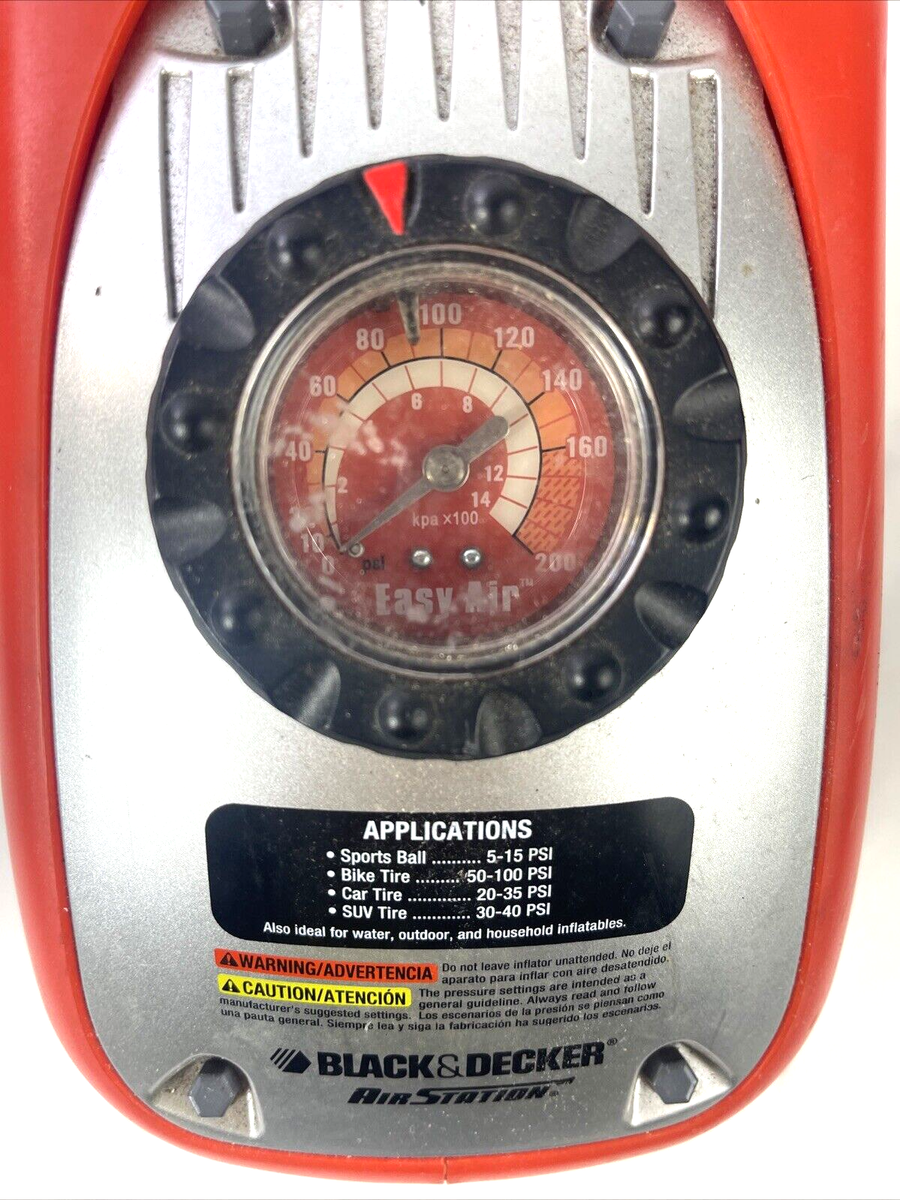 100
80
120
60
140
6
8
40
160
2
12
14
10
kpa x100
0
psi
200
Easy Air™
APPLICATIONS
• Sports Ball .......... 5-15 PSI
• Bike Tire ......... 50-100 PSI
• Car Tire ............. 20-35 PSI
• SUV Tire ............ 30-40 PSI
Also ideal for water, outdoor, and household inflatables.
WARNING/ADVERTENCIA Do not leave inflator unattended. No deje el
aparato para inflar con aire desatendido.
CAUTION/ATENCIÓN The pressure settings are intended as a
general guideline. Always read and follow
manufacturer's suggested settings. Los escenarios de la presión se piensan como
una pauta general. Siempre lea y siga la fabricación ha sugerido los escenarios.
BLACK&DECKER®
AIRSTATION™